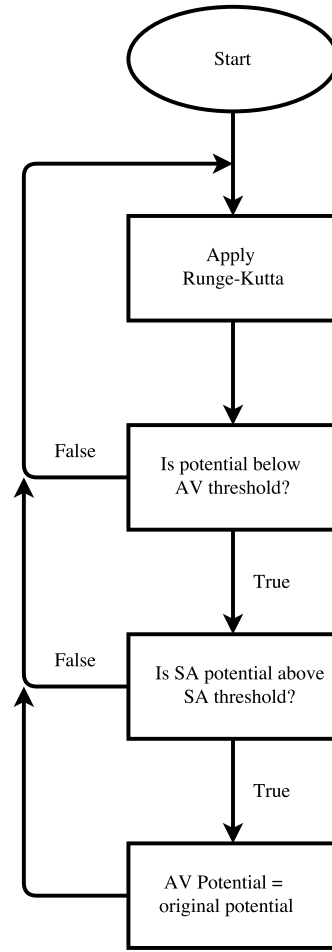 Start
Apply
Runge-Kutta
False
Is potential below
AV threshold?
True
False
Is SA potential above
SA threshold?
True
AV Potential =
original potential